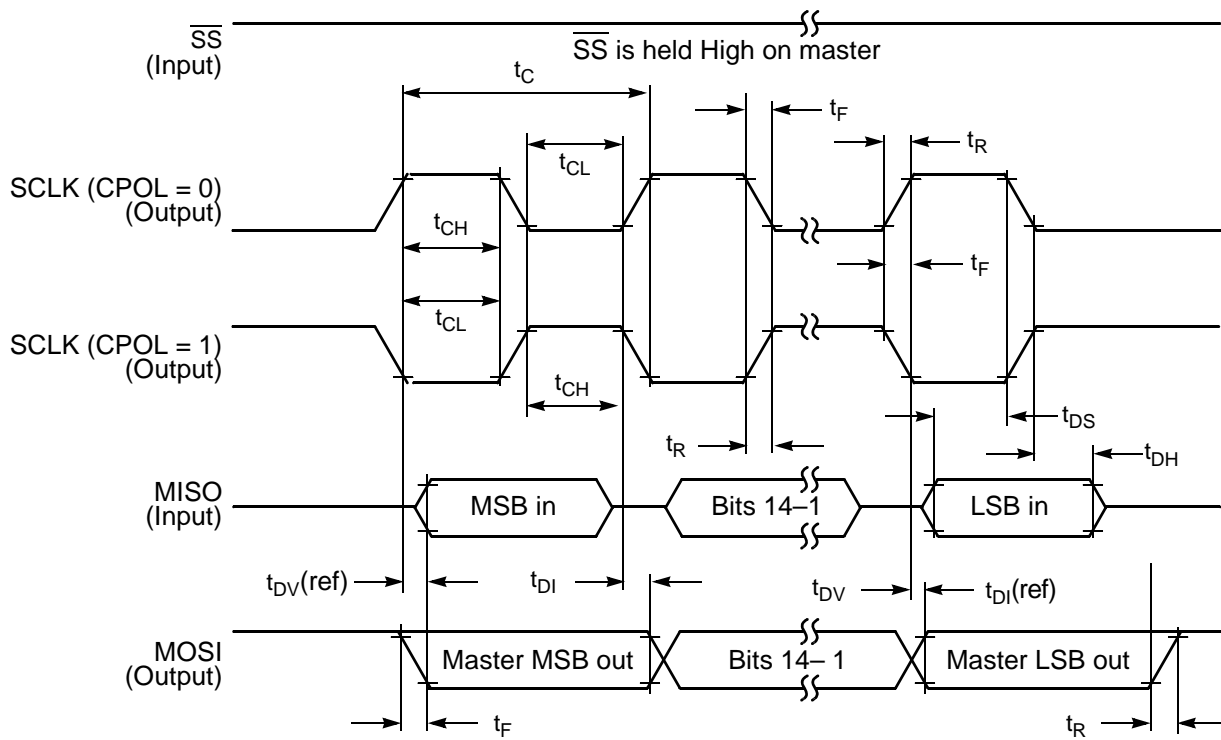 SS
(Input)
SS is held High on master
tC
tF
tR
tCL
SCLK (CPOL = 0)
(Output)
tCH
tF
tCL
SCLK (CPOL = 1)
(Output)
tCH
tDS
tR
tDH
MISO
(Input)
MSB in
Bits 14–1
LSB in
tDV(ref)
tDI
tDV
tDI(ref)
MOSI
(Output)
Master MSB out
Bits 14– 1
Master LSB out
tF
tR